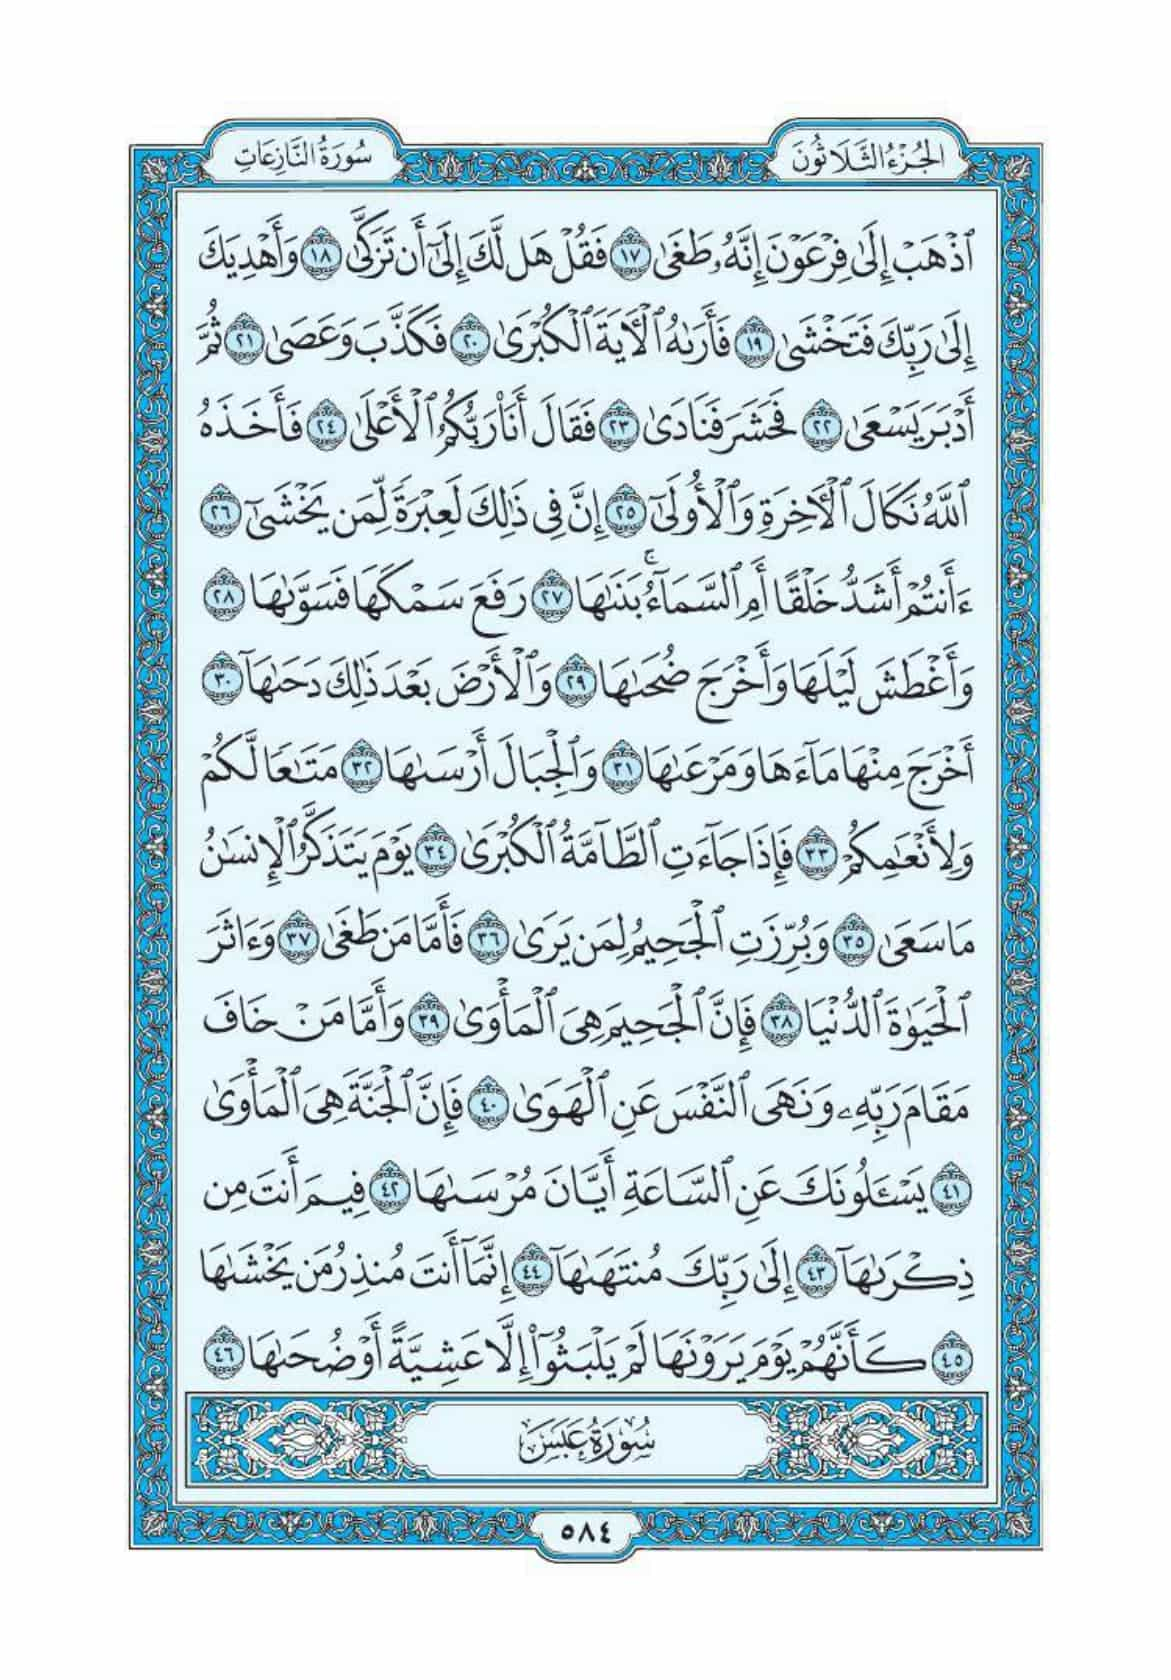 الجُزْءُ الثَّلَاثُونَ
سُورَةُ النَّازِعَاتِ
ٱذْهَبْ إِلَىٰ فِرْعَوْنَ إِنَّهُۥ طَغَىٰ ١٧ فَقُلْ هَل لَّكَ إِلَىٰٓ أَن تَزَكَّىٰ ١٨ وَأَهْدِيَكَ
إِلَىٰ رَبِّكَ فَتَخْشَىٰ ١٩ فَأَرَىٰهُ ٱلْءَايَةَ ٱلْكُبْرَىٰ ٢٠ فَكَذَّبَ وَعَصَىٰ ٢١ ثُمَّ
أَدْبَرَ يَسْعَىٰ ٢٢ فَحَشَرَ فَنَادَىٰ ٢٣ فَقَالَ أَنَا۠ رَبُّكُمُ ٱلْأَعْلَىٰ ٢٤ فَأَخَذَهُ
ٱللَّهُ نَكَالَ ٱلْءَاخِرَةِ وَٱلْأُولَىٰٓ ٢٥ إِنَّ فِى ذَٰلِكَ لَعِبْرَةً لِّمَن يَخْشَىٰٓ ٢٦
ءَأَنتُمْ أَشَدُّ خَلْقًا أَمِ ٱلسَّمَآءُ ۚ بَنَىٰهَا ٢٧ رَفَعَ سَمْكَهَا فَسَوَّىٰهَا ٢٨
وَأَغْطَشَ لَيْلَهَا وَأَخْرَجَ ضُحَىٰهَا ٢٩ وَٱلْأَرْضَ بَعْدَ ذَٰلِكَ دَحَىٰهَآ ٣٠
أَخْرَجَ مِنْهَا مَآءَهَا وَمَرْعَىٰهَا ٣١ وَٱلْجِبَالَ أَرْسَىٰهَا ٣٢ مَتَٰعًا لَّكُمْ
وَلِأَنْعَٰمِكُمْ ٣٣ فَإِذَا جَآءَتِ ٱلطَّآمَّةُ ٱلْكُبْرَىٰ ٣٤ يَوْمَ يَتَذَكَّرُ ٱلْإِنسَٰنُ
مَا سَعَىٰ ٣٥ وَبُرِّزَتِ ٱلْجَحِيمُ لِمَن يَرَىٰ ٣٦ فَأَمَّا مَن طَغَىٰ ٣٧ وَءَاثَرَ
ٱلْحَيَوٰةَ ٱلدُّنْيَا ٣٨ فَإِنَّ ٱلْجَحِيمَ هِىَ ٱلْمَأْوَىٰ ٣٩ وَأَمَّا مَنْ خَافَ
مَقَامَ رَبِّهِۦ وَنَهَى ٱلنَّفْسَ عَنِ ٱلْهَوَىٰ ٤٠ فَإِنَّ ٱلْجَنَّةَ هِىَ ٱلْمَأْوَىٰ
٤١ يَسْـَٔلُونَكَ عَنِ ٱلسَّاعَةِ أَيَّانَ مُرْسَىٰهَا ٤٢ فِيمَ أَنتَ مِن
ذِكْرَىٰهَآ ٤٣ إِلَىٰ رَبِّكَ مُنتَهَىٰهَآ ٤٤ إِنَّمَآ أَنتَ مُنذِرُ مَن يَخْشَىٰهَا
٤٥ كَأَنَّهُمْ يَوْمَ يَرَوْنَهَا لَمْ يَلْبَثُوٓا۟ إِلَّا عَشِيَّةً أَوْ ضُحَىٰهَا ٤٦
سُورَةُ عَبَسَ
٥٨٤